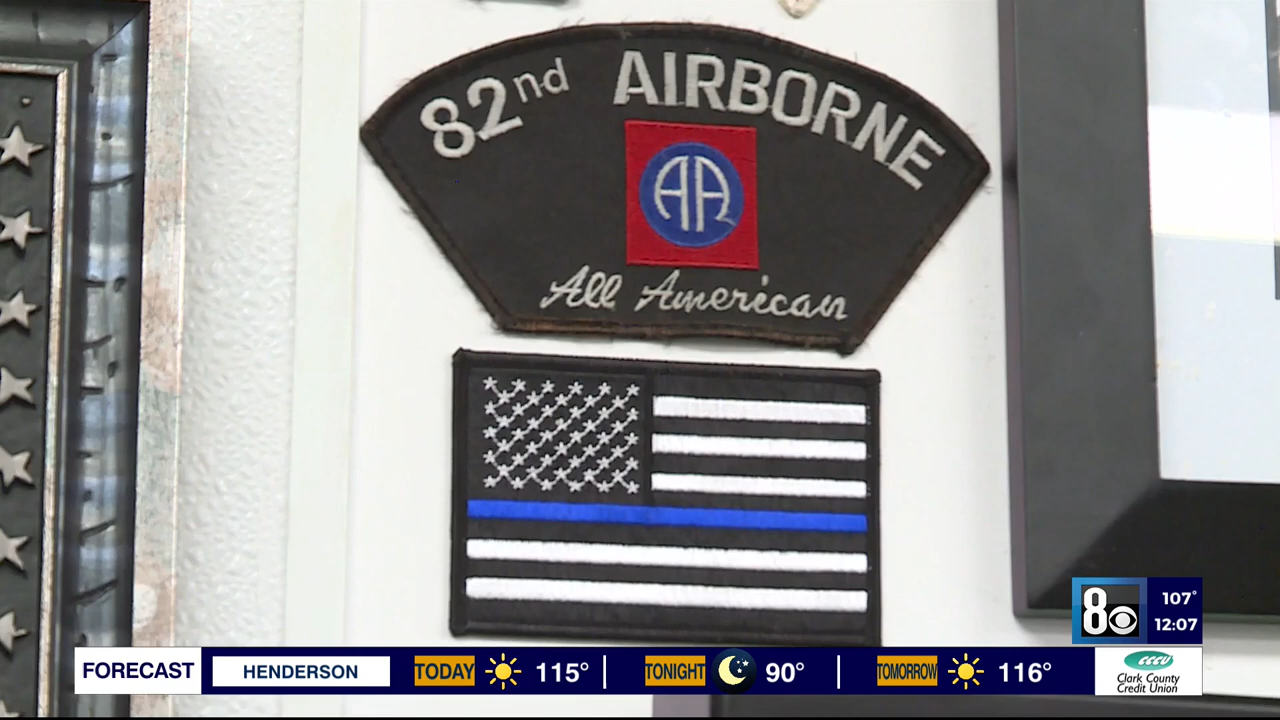 82nd AIRBORNE
AA
All American
8 107°
12:07
FORECAST HENDERSON TODAY 115° TONIGHT 90° TOMORROW 116°
Clark County
Credit Union